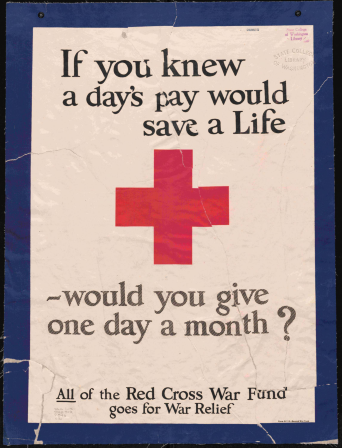 If you knew
a day's pay would
save a Life
-would you give
one day a month?
All of the Red Cross War Fund
goes for War Relief